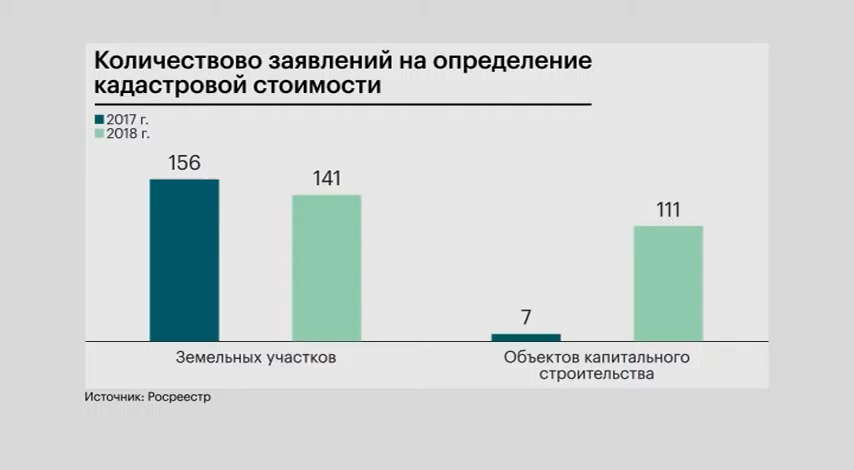 Количествово заявлений на определение
кадастровой стоимости
2017 г.
2018 г.
156
141
7
111
Земельных участков
Объектов капитального
строительства
Источник: Росреестр